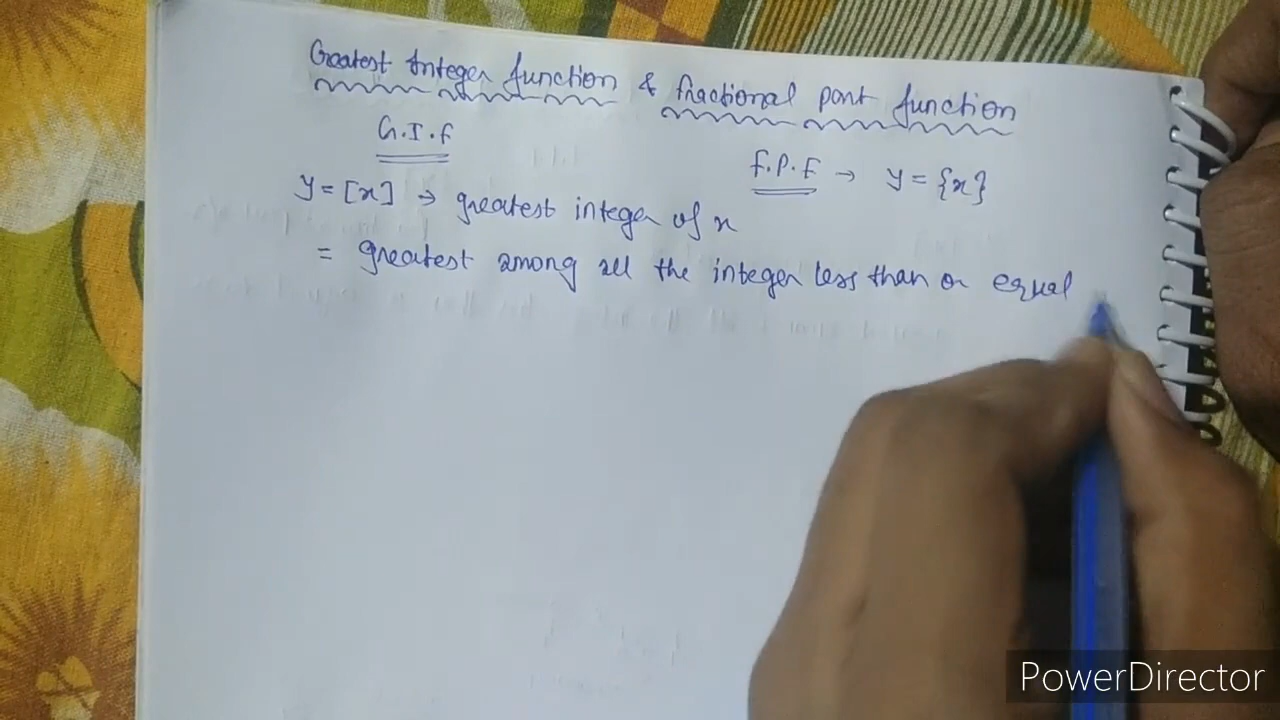 Greatest Integer function & fractional part function
G.I.F
F.P.F → y = {x}
y = [x] → greatest integer of x
= greatest among all the integer less than or equal
PowerDirector